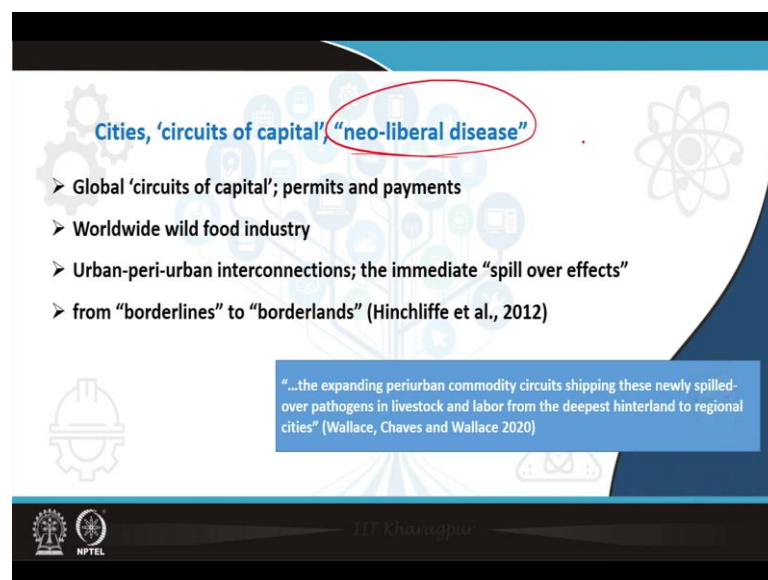 Cities, ‘circuits of capital’, “neo-liberal disease”
Global ‘circuits of capital’; permits and payments
Worldwide wild food industry
Urban-peri-urban interconnections; the immediate “spill over effects”
from “borderlines” to “borderlands” (Hinchliffe et al., 2012)
“...the expanding periurban commodity circuits shipping these newly spilled-
over pathogens in livestock and labor from the deepest hinterland to regional
cities” (Wallace, Chaves and Wallace 2020)
IIT Kharagpur
NPTEL